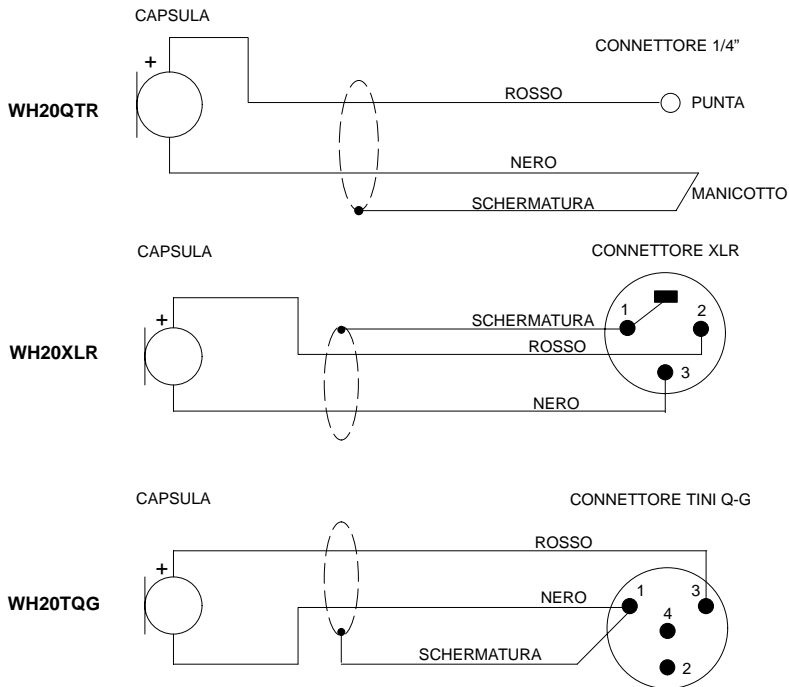 CAPSULA
CONNETTORE 1/4”
+
WH20QTR
ROSSO
PUNTA
NERO
MANICOTTO
SCHERMATURA
CAPSULA
CONNETTORE XLR
+
WH20XLR
SCHERMATURA
1
2
ROSSO
3
NERO
CAPSULA
CONNETTORE TINI Q-G
ROSSO
+
WH20TQG
NERO
1
3
4
SCHERMATURA
2